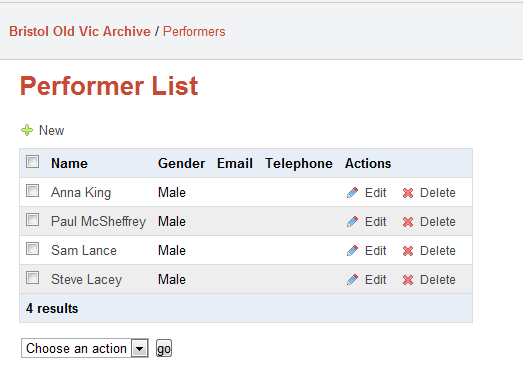 Bristol Old Vic Archive / Performers
Performer List
New
Name Gender Email Telephone Actions
Anna King Male Edit Delete
Paul McSheffrey Male Edit Delete
Sam Lance Male Edit Delete
Steve Lacey Male Edit Delete
4 results
Choose an action go